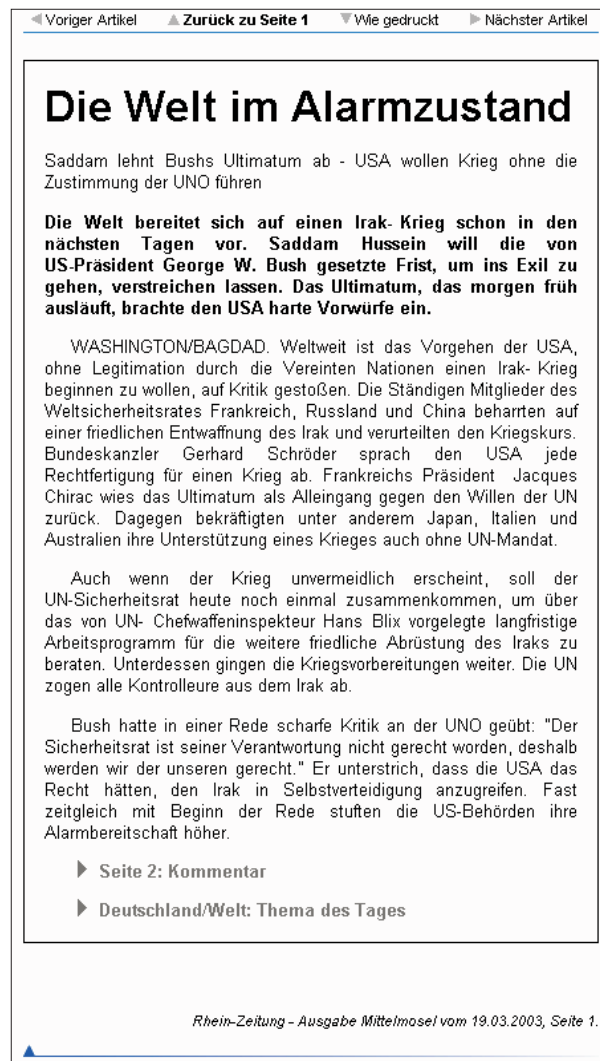 Voriger Artikel Zurück zu Seite 1 Wie gedruckt Nächster Artikel
Die Welt im Alarmzustand
Saddam lehnt Bushs Ultimatum ab - USA wollen Krieg ohne die
Zustimmung der UNO führen
Die Welt bereitet sich auf einen Irak- Krieg schon in den
nächsten Tagen vor. Saddam Hussein will die von
US-Präsident George W. Bush gesetzte Frist, um ins Exil zu
gehen, verstreichen lassen. Das Ultimatum, das morgen früh
ausläuft, brachte den USA harte Vorwürfe ein.
WASHINGTON/BAGDAD. Weltweit ist das Vorgehen der USA,
ohne Legitimation durch die Vereinten Nationen einen Irak- Krieg
beginnen zu wollen, auf Kritik gestoßen. Die Ständigen Mitglieder des
Weltsicherheitsrates Frankreich, Russland und China beharrten auf
einer friedlichen Entwaffnung des Irak und verurteilten den Kriegskurs.
Bundeskanzler Gerhard Schröder sprach den USA jede
Rechtfertigung für einen Krieg ab. Frankreichs Präsident Jacques
Chirac wies das Ultimatum als Alleingang gegen den Willen der UN
zurück. Dagegen bekräftigten unter anderem Japan, Italien und
Australien ihre Unterstützung eines Krieges auch ohne UN-Mandat.
Auch wenn der Krieg unvermeidlich erscheint, soll der
UN-Sicherheitsrat heute noch einmal zusammenkommen, um über
das von UN- Chefwaffeninspekteur Hans Blix vorgelegte langfristige
Arbeitsprogramm für die weitere friedliche Abrüstung des Iraks zu
beraten. Unterdessen gingen die Kriegsvorbereitungen weiter. Die UN
zogen alle Kontrolleure aus dem Irak ab.
Bush hatte in einer Rede scharfe Kritik an der UNO geübt: "Der
Sicherheitsrat ist seiner Verantwortung nicht gerecht worden, deshalb
werden wir der unseren gerecht." Er unterstrich, dass die USA das
Recht hätten, den Irak in Selbstverteidigung anzugreifen. Fast
zeitgleich mit Beginn der Rede stuften die US-Behörden ihre
Alarmbereitschaft höher.
Seite 2: Kommentar
Deutschland/Welt: Thema des Tages
Rhein-Zeitung - Ausgabe Mittelmosel vom 19.03.2003, Seite 1.